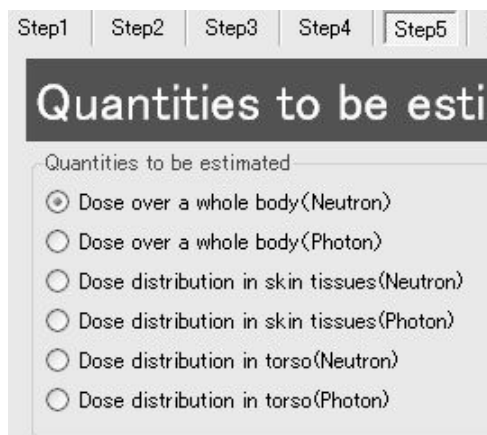 Step1 Step2 Step3 Step4 Step5
Quantities to be esti
Quantities to be estimated
Dose over a whole body(Neutron)
Dose over a whole body(Photon)
Dose distribution in skin tissues(Neutron)
Dose distribution in skin tissues(Photon)
Dose distribution in torso(Neutron)
Dose distribution in torso(Photon)